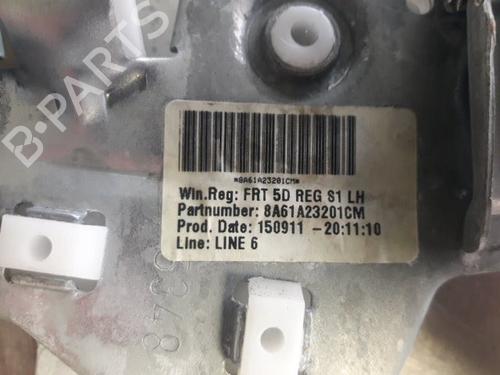 B-PARTS
*8A61A23201CM*
Win.Reg: FRT 5D REG S1 LH
Partnumber: 8A61A23201CM
Prod. Date: 150911 -20:11:10
Line: LINE 6